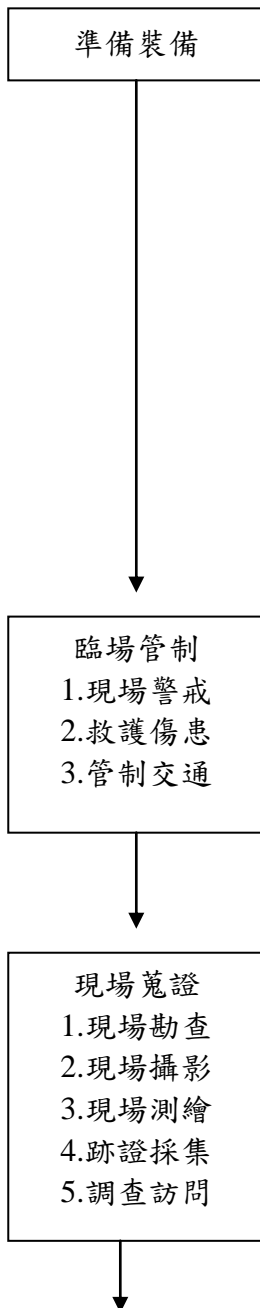 準備裝備
臨場管制
1.現場警戒
2.救護傷患
3.管制交通
現場蒐證
1.現場勘查
2.現場攝影
3.現場測繪
4.跡證採集
5.調查訪問